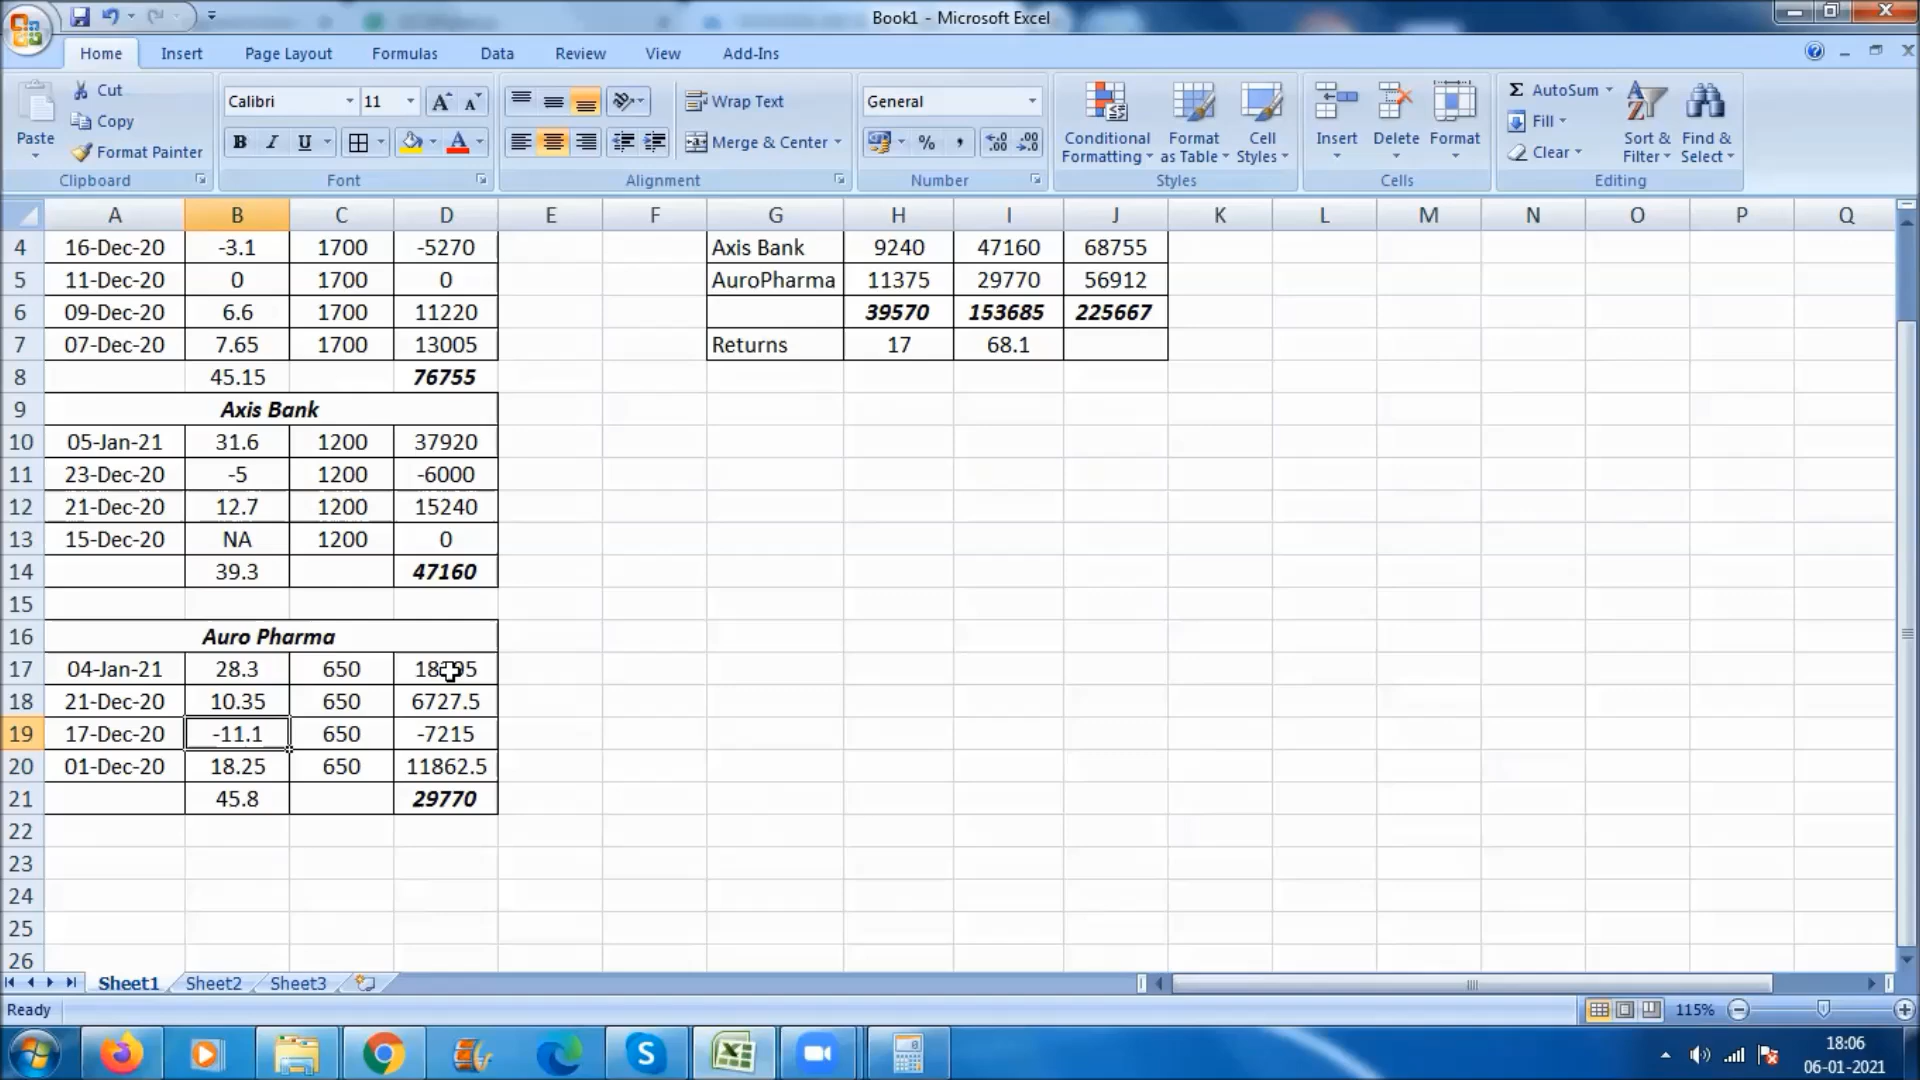 Book1 - Microsoft Excel
Home Insert Page Layout Formulas Data Review View Add-Ins
Paste Cut Copy Format Painter
Calibri 11
B I U
Wrap Text
Merge & Center
General
% ,
Conditional Formatting
Format as Table
Cell Styles
Insert Delete Format
AutoSum
Fill
Clear
Sort & Filter
Find & Select
Clipboard Font Alignment Number Styles Cells Editing
A B C D E F G H I J K L M N O P Q
4 16-Dec-20 -3.1 1700 -5270 Axis Bank 9240 47160 68755
5 11-Dec-20 0 1700 0 AuroPharma 11375 29770 56912
6 09-Dec-20 6.6 1700 11220 39570 153685 225667
7 07-Dec-20 7.65 1700 13005 Returns 17 68.1
8 45.15 76755
9 Axis Bank
10 05-Jan-21 31.6 1200 37920
11 23-Dec-20 -5 1200 -6000
12 21-Dec-20 12.7 1200 15240
13 15-Dec-20 NA 1200 0
14 39.3 47160
15
16 Auro Pharma
17 04-Jan-21 28.3 650
18 21-Dec-20 10.35 650 6727.5
19 17-Dec-20 -11.1 650 -7215
20 01-Dec-20 18.25 650 11862.5
21 45.8 29770
22
23
24
25
26
Sheet1 Sheet2 Sheet3
Ready 115%
18:06
06-01-2021